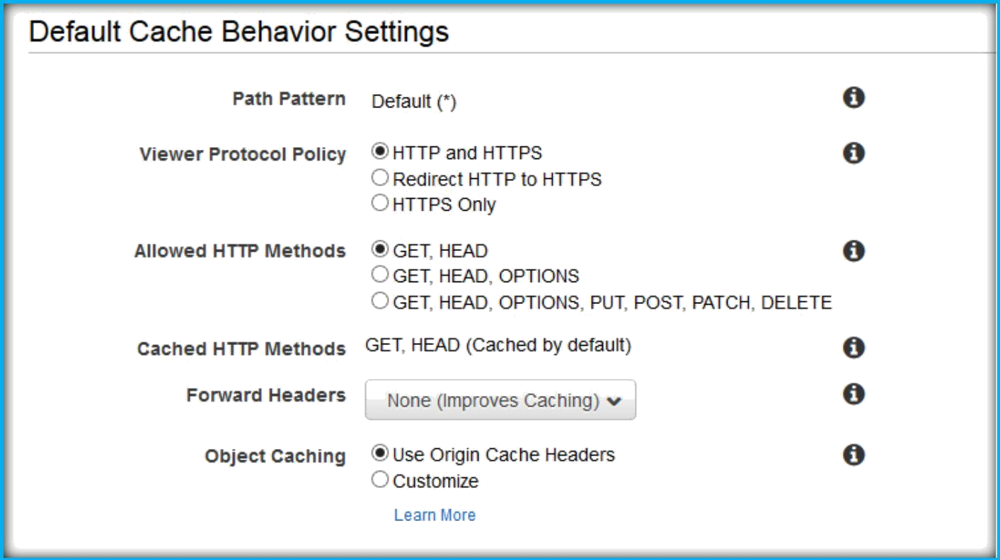 Default Cache Behavior Settings
Path Pattern Default (*)
Viewer Protocol Policy HTTP and HTTPS
Redirect HTTP to HTTPS
HTTPS Only
Allowed HTTP Methods GET, HEAD
GET, HEAD, OPTIONS
GET, HEAD, OPTIONS, PUT, POST, PATCH, DELETE
Cached HTTP Methods GET, HEAD (Cached by default)
Forward Headers None (Improves Caching)
Object Caching Use Origin Cache Headers
Customize
Learn More